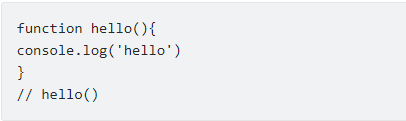 function hello(){
console.log('hello')
}
// hello()